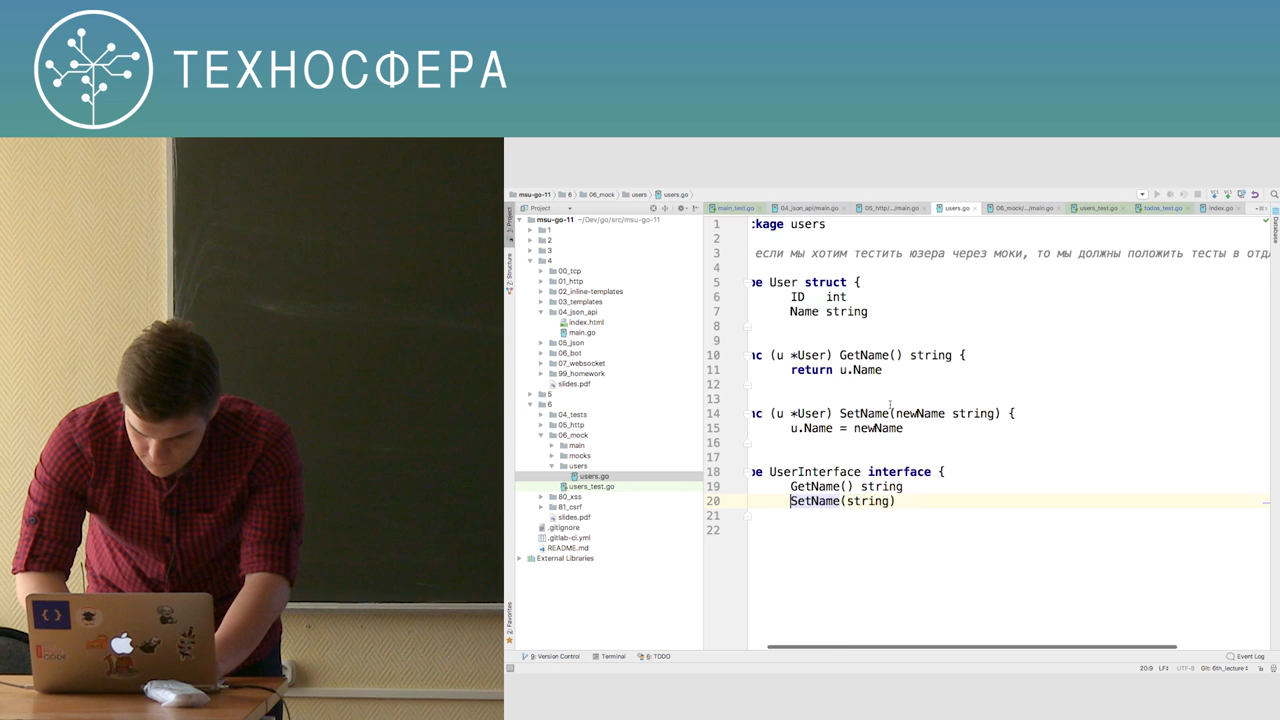 ТЕХНОСФЕРА
msu-go-11 6 06_mock users users.go
Project
main_test.go 04_json_api/main.go 05_http/.../main.go users.go 06_mock/.../main.go users_test.go todos_test.go index.go
1: Project
Structure
2: Favorites
Database
msu-go-11 ~/Dev/go/src/msu-go-11
1
2
3
4
00_tcp
01_http
02_inline-templates
03_templates
04_json_api
index.html
main.go
05_json
06_bot
07_websocket
99_homework
slides.pdf
5
6
04_tests
05_http
06_mock
main
mocks
users
users.go
users_test.go
80_xss
81_csrf
slides.pdf
.gitignore
.gitlab-ci.yml
README.md
External Libraries
1 ckage users
2
3 если мы хотим тестить юзера через моки, то мы должны положить тесты в отд
4
5 pe User struct {
6 ID int
7 Name string
8
9
10 nc (u *User) GetName() string {
11 return u.Name
12
13
14 nc (u *User) SetName(newName string) {
15 u.Name = newName
16
17
18 pe UserInterface interface {
19 GetName() string
20 SetName(string)
21
22
9: Version Control Terminal 6: TODO Event Log
20:9 LF UTF-8 Git: 6th_lecture